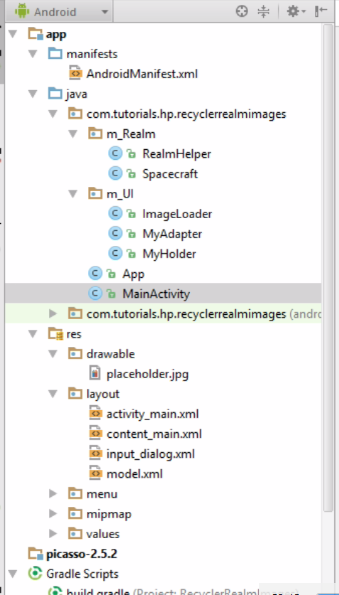 Android
app
manifests
AndroidManifest.xml
java
com.tutorials.hp.recyclerrealmimages
m_Realm
RealmHelper
Spacecraft
m_UI
ImageLoader
MyAdapter
MyHolder
App
MainActivity
com.tutorials.hp.recyclerrealmimages (andro
res
drawable
placeholder.jpg
layout
activity_main.xml
content_main.xml
input_dialog.xml
model.xml
menu
mipmap
values
picasso-2.5.2
Gradle Scripts
build.gradle (Project: RecyclerReal